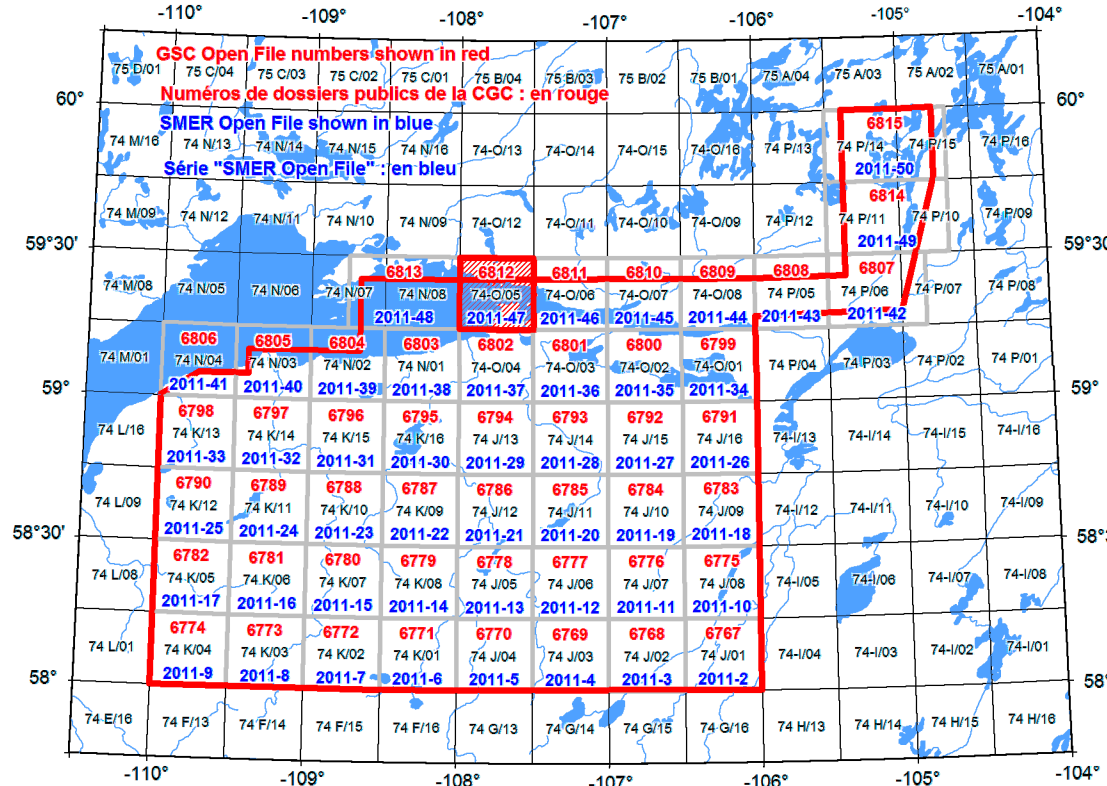 -110° -109° -108° -107° -106° -105° -104°
GSC Open File numbers shown in red
75 D/01 75 C/04 75 C/03 75 C/02 75 C/01 75 B/04 75 B/03 75 B/02 75 B/01 75 A/04 75 A/03 75 A/02 75 A/01
Numéros de dossiers publics de la CGC : en rouge
60° 60°
SMER Open File shown in blue
6815
74 M/16 74 N/13 74 N/14 74 N/15 74 N/16 74-O/13 74-O/14 74-O/15 74-O/16 74 P/13 74 P/14 74 P/15 74 P/16
Série "SMER Open File" : en bleu
2011-50
6814
74 M/09 74 N/12 74 N/11 74 N/10 74 N/09 74-O/12 74-O/11 74-O/10 74-O/09 74 P/12 74 P/11 74 P/10 74 P/09
2011-49
59°30' 59°30'
6813 6812 6811 6810 6809 6808 6807
74 M/08 74 N/05 74 N/06 74 N/07 74 N/08 74-O/05 74-O/06 74-O/07 74-O/08 74 P/05 74 P/06 74 P/07 74 P/08
2011-48 2011-47 2011-46 2011-45 2011-44 2011-43 2011-42
6806 6805 6804 6803 6802 6801 6800 6799
74 M/01 74 N/04 74 N/03 74 N/02 74 N/01 74-O/04 74-O/03 74-O/02 74-O/01 74 P/04 74 P/03 74 P/02 74 P/01
2011-41 2011-40 2011-39 2011-38 2011-37 2011-36 2011-35 2011-34
59° 59°
6798 6797 6796 6795 6794 6793 6792 6791
74 L/16 74 K/13 74 K/14 74 K/15 74 K/16 74 J/13 74 J/14 74 J/15 74 J/16 74-I/13 74-I/14 74-I/15 74-I/16
2011-33 2011-32 2011-31 2011-30 2011-29 2011-28 2011-27 2011-26
6790 6789 6788 6787 6786 6785 6784 6783
74 L/09 74 K/12 74 K/11 74 K/10 74 K/09 74 J/12 74 J/11 74 J/10 74 J/09 74-I/12 74-I/11 74-I/10 74-I/09
2011-25 2011-24 2011-23 2011-22 2011-21 2011-20 2011-19 2011-18
58°30' 58°3
6782 6781 6780 6779 6778 6777 6776 6775
74 L/08 74 K/05 74 K/06 74 K/07 74 K/08 74 J/05 74 J/06 74 J/07 74 J/08 74-I/05 74-I/06 74-I/07 74-I/08
2011-17 2011-16 2011-15 2011-14 2011-13 2011-12 2011-11 2011-10
6774 6773 6772 6771 6770 6769 6768 6767
74 L/01 74 K/04 74 K/03 74 K/02 74 K/01 74 J/04 74 J/03 74 J/02 74 J/01 74-I/04 74-I/03 74-I/02 74-I/01
2011-9 2011-8 2011-7 2011-6 2011-5 2011-4 2011-3 2011-2
58° 58°
74 E/16 74 F/13 74 F/14 74 F/15 74 F/16 74 G/13 74 G/14 74 G/15 74 G/16 74 H/13 74 H/14 74 H/15 74 H/16
-110° -109° -108° -107° -106° -105° -104°